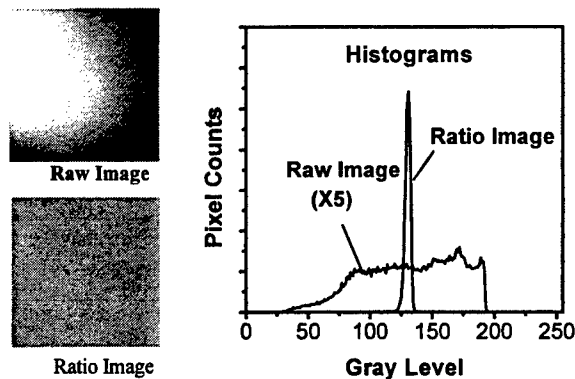 Raw Image
Ratio Image
Histograms
Ratio Image
Raw Image
(X5)
Pixel Counts
0 50 100 150 200 250
Gray Level